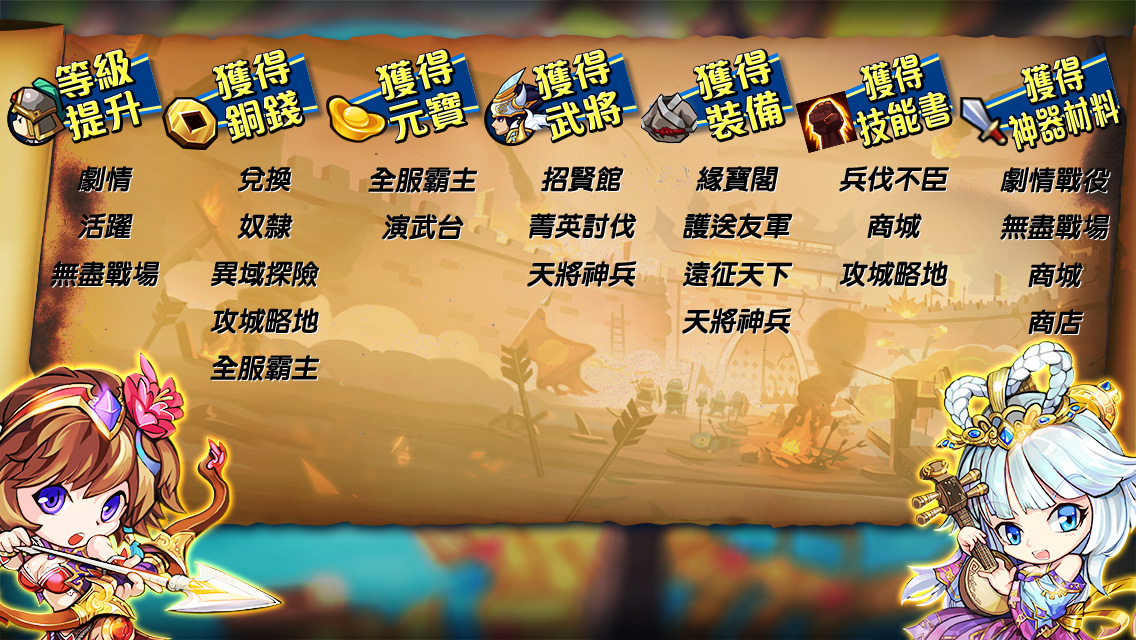 等級
提升
劇情
活躍
無盡戰場
獲得
銅錢
兌換
奴隸
異域探險
攻城略地
全服霸主
獲得
元寶
全服霸主
演武台
獲得
武將
招賢館
菁英討伐
天將神兵
獲得
裝備
緣寶閣
護送友軍
遠征天下
天將神兵
獲得
技能書
兵伐不臣
商城
攻城略地
獲得
神器材料
劇情戰役
無盡戰場
商城
商店